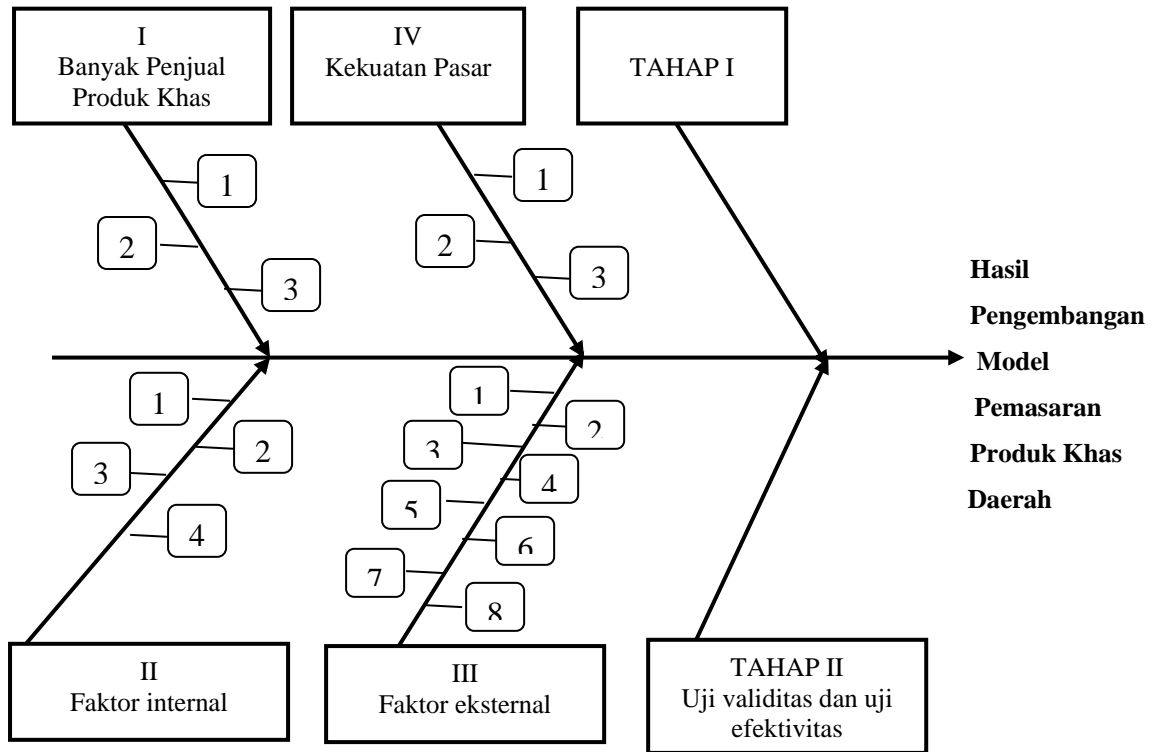 I
Banyak Penjual
Produk Khas
IV
Kekuatan Pasar
TAHAP I
1
2
3
1
2
3
Hasil
Pengembangan
Model
Pemasaran
Produk Khas
Daerah
1
2
3
4
1
2
3
4
5
6
7
8
II
Faktor internal
III
Faktor eksternal
TAHAP II
Uji validitas dan uji
efektivitas